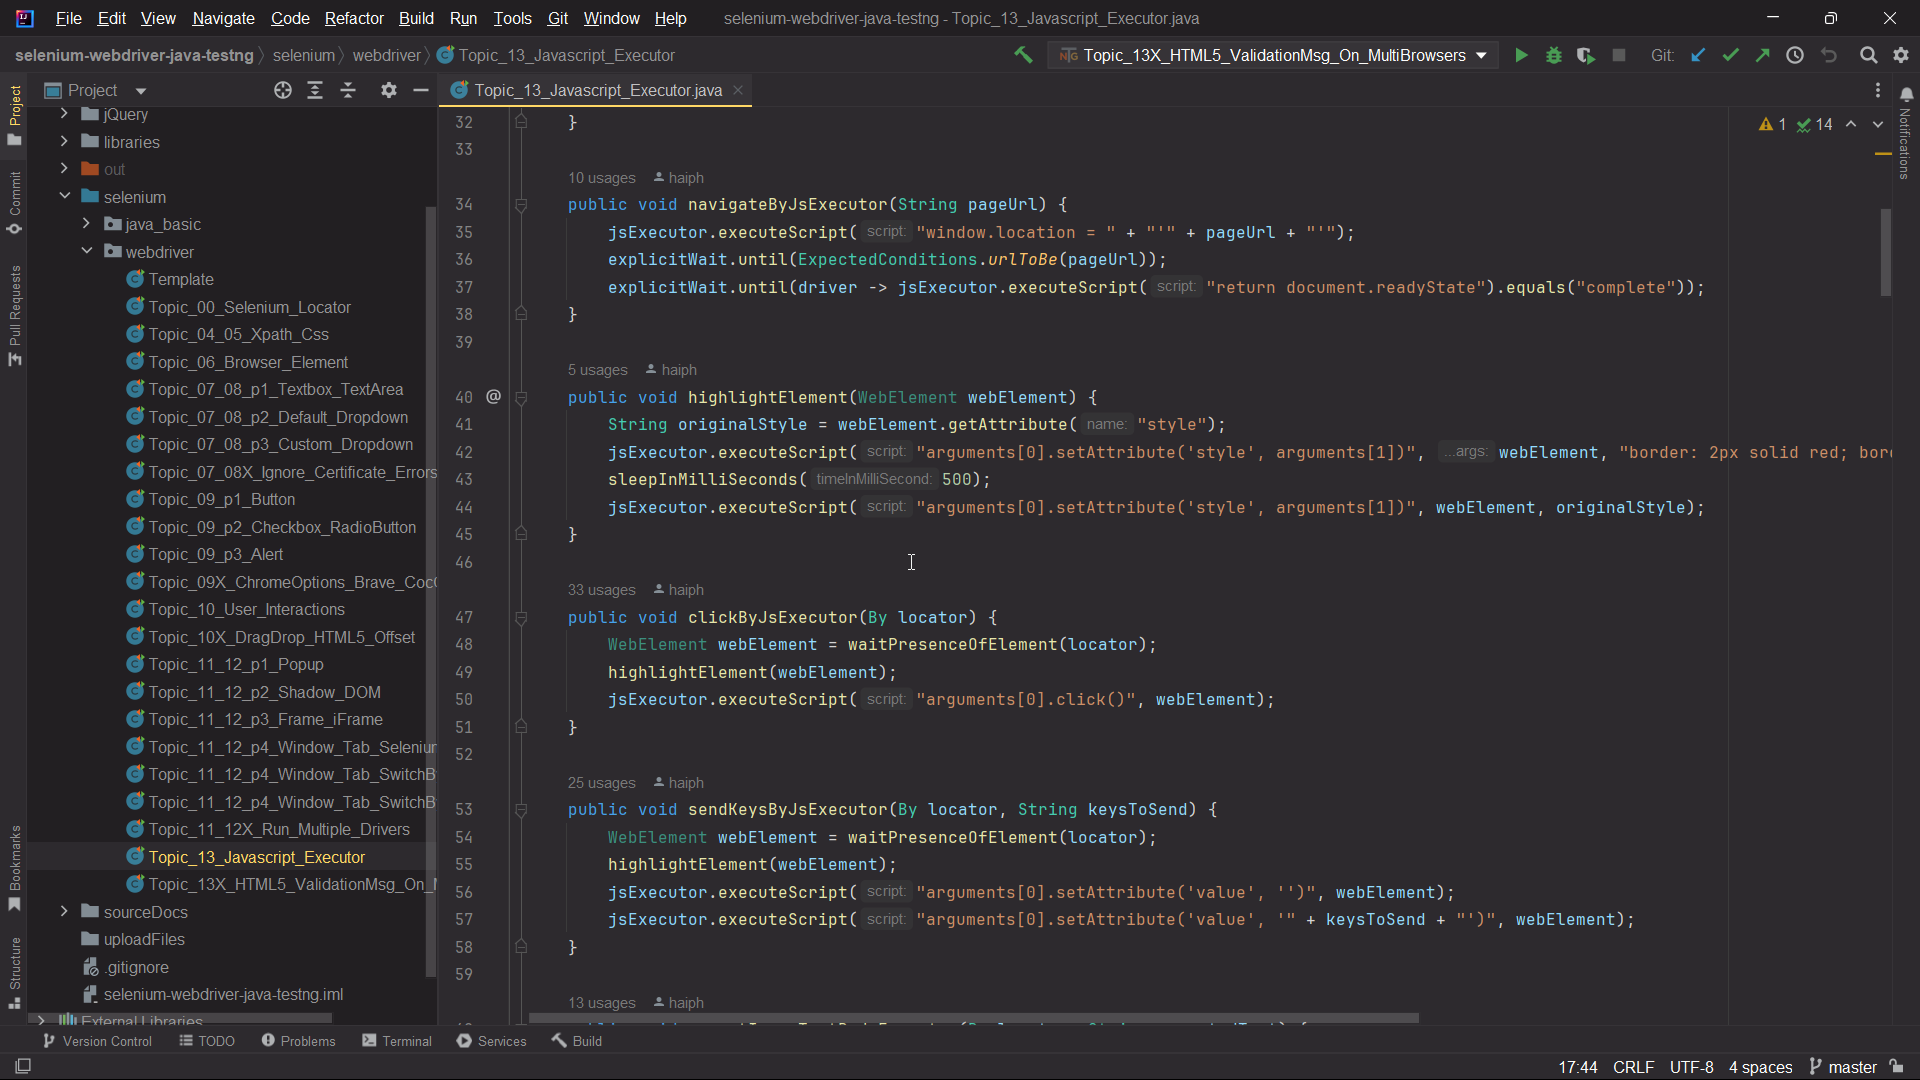 File Edit View Navigate Code Refactor Build Run Tools Git Window Help selenium-webdriver-java-testng - Topic_13_Javascript_Executor.java
selenium-webdriver-java-testng selenium webdriver Topic_13_Javascript_Executor Topic_13X_HTML5_ValidationMsg_On_MultiBrowsers Git:
Project
Commit
Pull Requests
Bookmarks
Structure
Project
jQuery
libraries
out
selenium
java_basic
webdriver
Template
Topic_00_Selenium_Locator
Topic_04_05_Xpath_Css
Topic_06_Browser_Element
Topic_07_08_p1_Textbox_TextArea
Topic_07_08_p2_Default_Dropdown
Topic_07_08_p3_Custom_Dropdown
Topic_07_08X_Ignore_Certificate_Errors
Topic_09_p1_Button
Topic_09_p2_Checkbox_RadioButton
Topic_09_p3_Alert
Topic_09X_ChromeOptions_Brave_Coc
Topic_10_User_Interactions
Topic_10X_DragDrop_HTML5_Offset
Topic_11_12_p1_Popup
Topic_11_12_p2_Shadow_DOM
Topic_11_12_p3_Frame_iFrame
Topic_11_12_p4_Window_Tab_Seleniu
Topic_11_12_p4_Window_Tab_SwitchB
Topic_11_12_p4_Window_Tab_SwitchB
Topic_11_12X_Run_Multiple_Drivers
Topic_13_Javascript_Executor
Topic_13X_HTML5_ValidationMsg_On_
sourceDocs
uploadFiles
.gitignore
selenium-webdriver-java-testng.iml
External Libraries
Topic_13_Javascript_Executor.java
1 14
Notifications
32 }
33
10 usages haiph
34 public void navigateByJsExecutor(String pageUrl) {
35 jsExecutor.executeScript( script: "window.location = " + "'" + pageUrl + "'");
36 explicitWait.until(ExpectedConditions.urlToBe(pageUrl));
37 explicitWait.until(driver -> jsExecutor.executeScript( script: "return document.readyState").equals("complete"));
38 }
39
5 usages haiph
40 @ public void highlightElement(WebElement webElement) {
41 String originalStyle = webElement.getAttribute( name: "style");
42 jsExecutor.executeScript( script: "arguments[0].setAttribute('style', arguments[1])", ...args: webElement, "border: 2px solid red; bor
43 sleepInMilliSeconds( timeInMilliSecond: 500);
44 jsExecutor.executeScript( script: "arguments[0].setAttribute('style', arguments[1])", webElement, originalStyle);
45 }
46
33 usages haiph
47 public void clickByJsExecutor(By locator) {
48 WebElement webElement = waitPresenceOfElement(locator);
49 highlightElement(webElement);
50 jsExecutor.executeScript( script: "arguments[0].click()", webElement);
51 }
52
25 usages haiph
53 public void sendKeysByJsExecutor(By locator, String keysToSend) {
54 WebElement webElement = waitPresenceOfElement(locator);
55 highlightElement(webElement);
56 jsExecutor.executeScript( script: "arguments[0].setAttribute('value', '')", webElement);
57 jsExecutor.executeScript( script: "arguments[0].setAttribute('value', '" + keysToSend + "')", webElement);
58 }
59
13 usages haiph
Version Control TODO Problems Terminal Services Build
17:44 CRLF UTF-8 4 spaces master